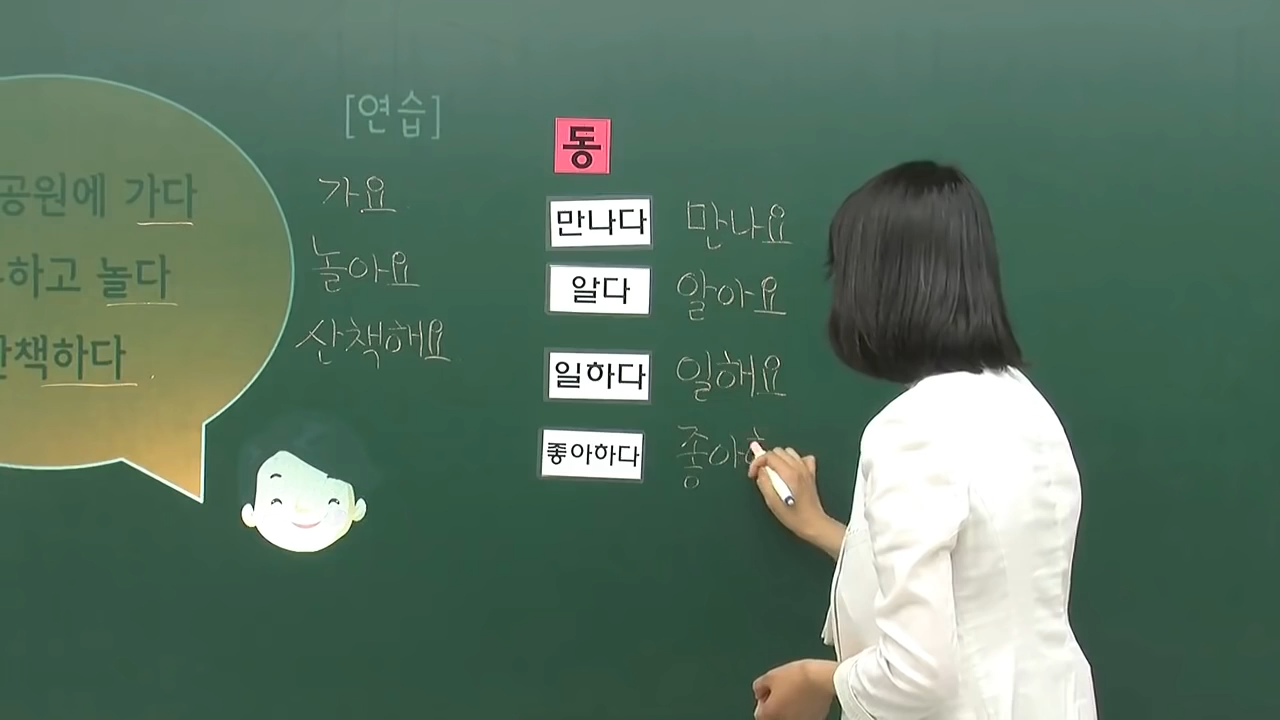 [연습]
공원에 가다
하고 놀다
책하다
가요
놀아요
산책해요
동
만나다 만나요
알다 알아요
일하다 일해요
좋아하다 좋아